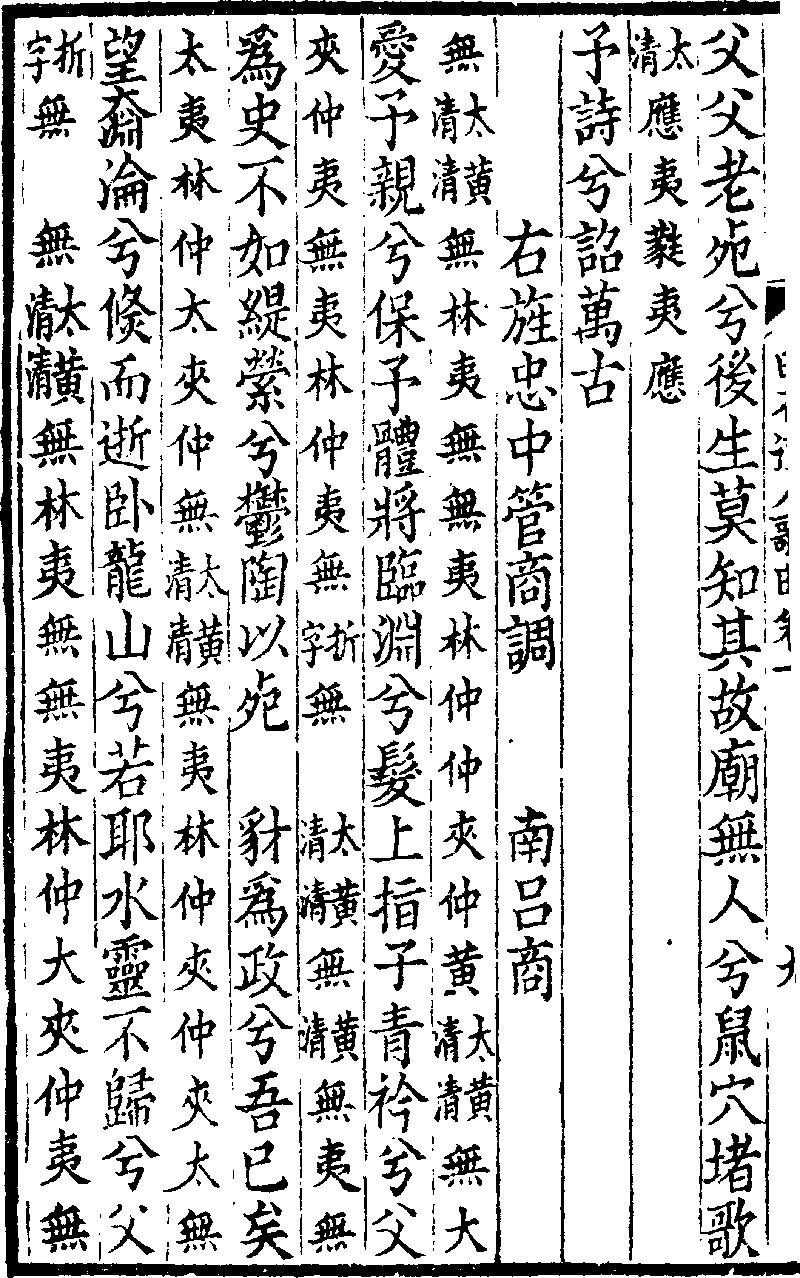 父父老死兮後生莫知其故廟無人兮鼠穴堵歌
太清應夷蕤夷應
予詩兮詔萬古
右旌忠中管商調　南呂商
無太清黃清無林夷無無夷林仲仲夾仲黃太清黃清無大
愛予親兮保予體將臨淵兮髮上指子青衿兮父
夾仲夷無夷林仲夷無折字無　太清黃清無黃清無夷無
爲史不如緹縈兮鬱陶以死　豺爲政兮吾已矣
太夷林仲太夾仲無太清黃清無夷林仲夾仲夾太無
望奫淪兮倏而逝卧龍山兮若耶水靈不歸兮父
折字無　無太清黃清無林夷無無夷林仲大夾仲夷無